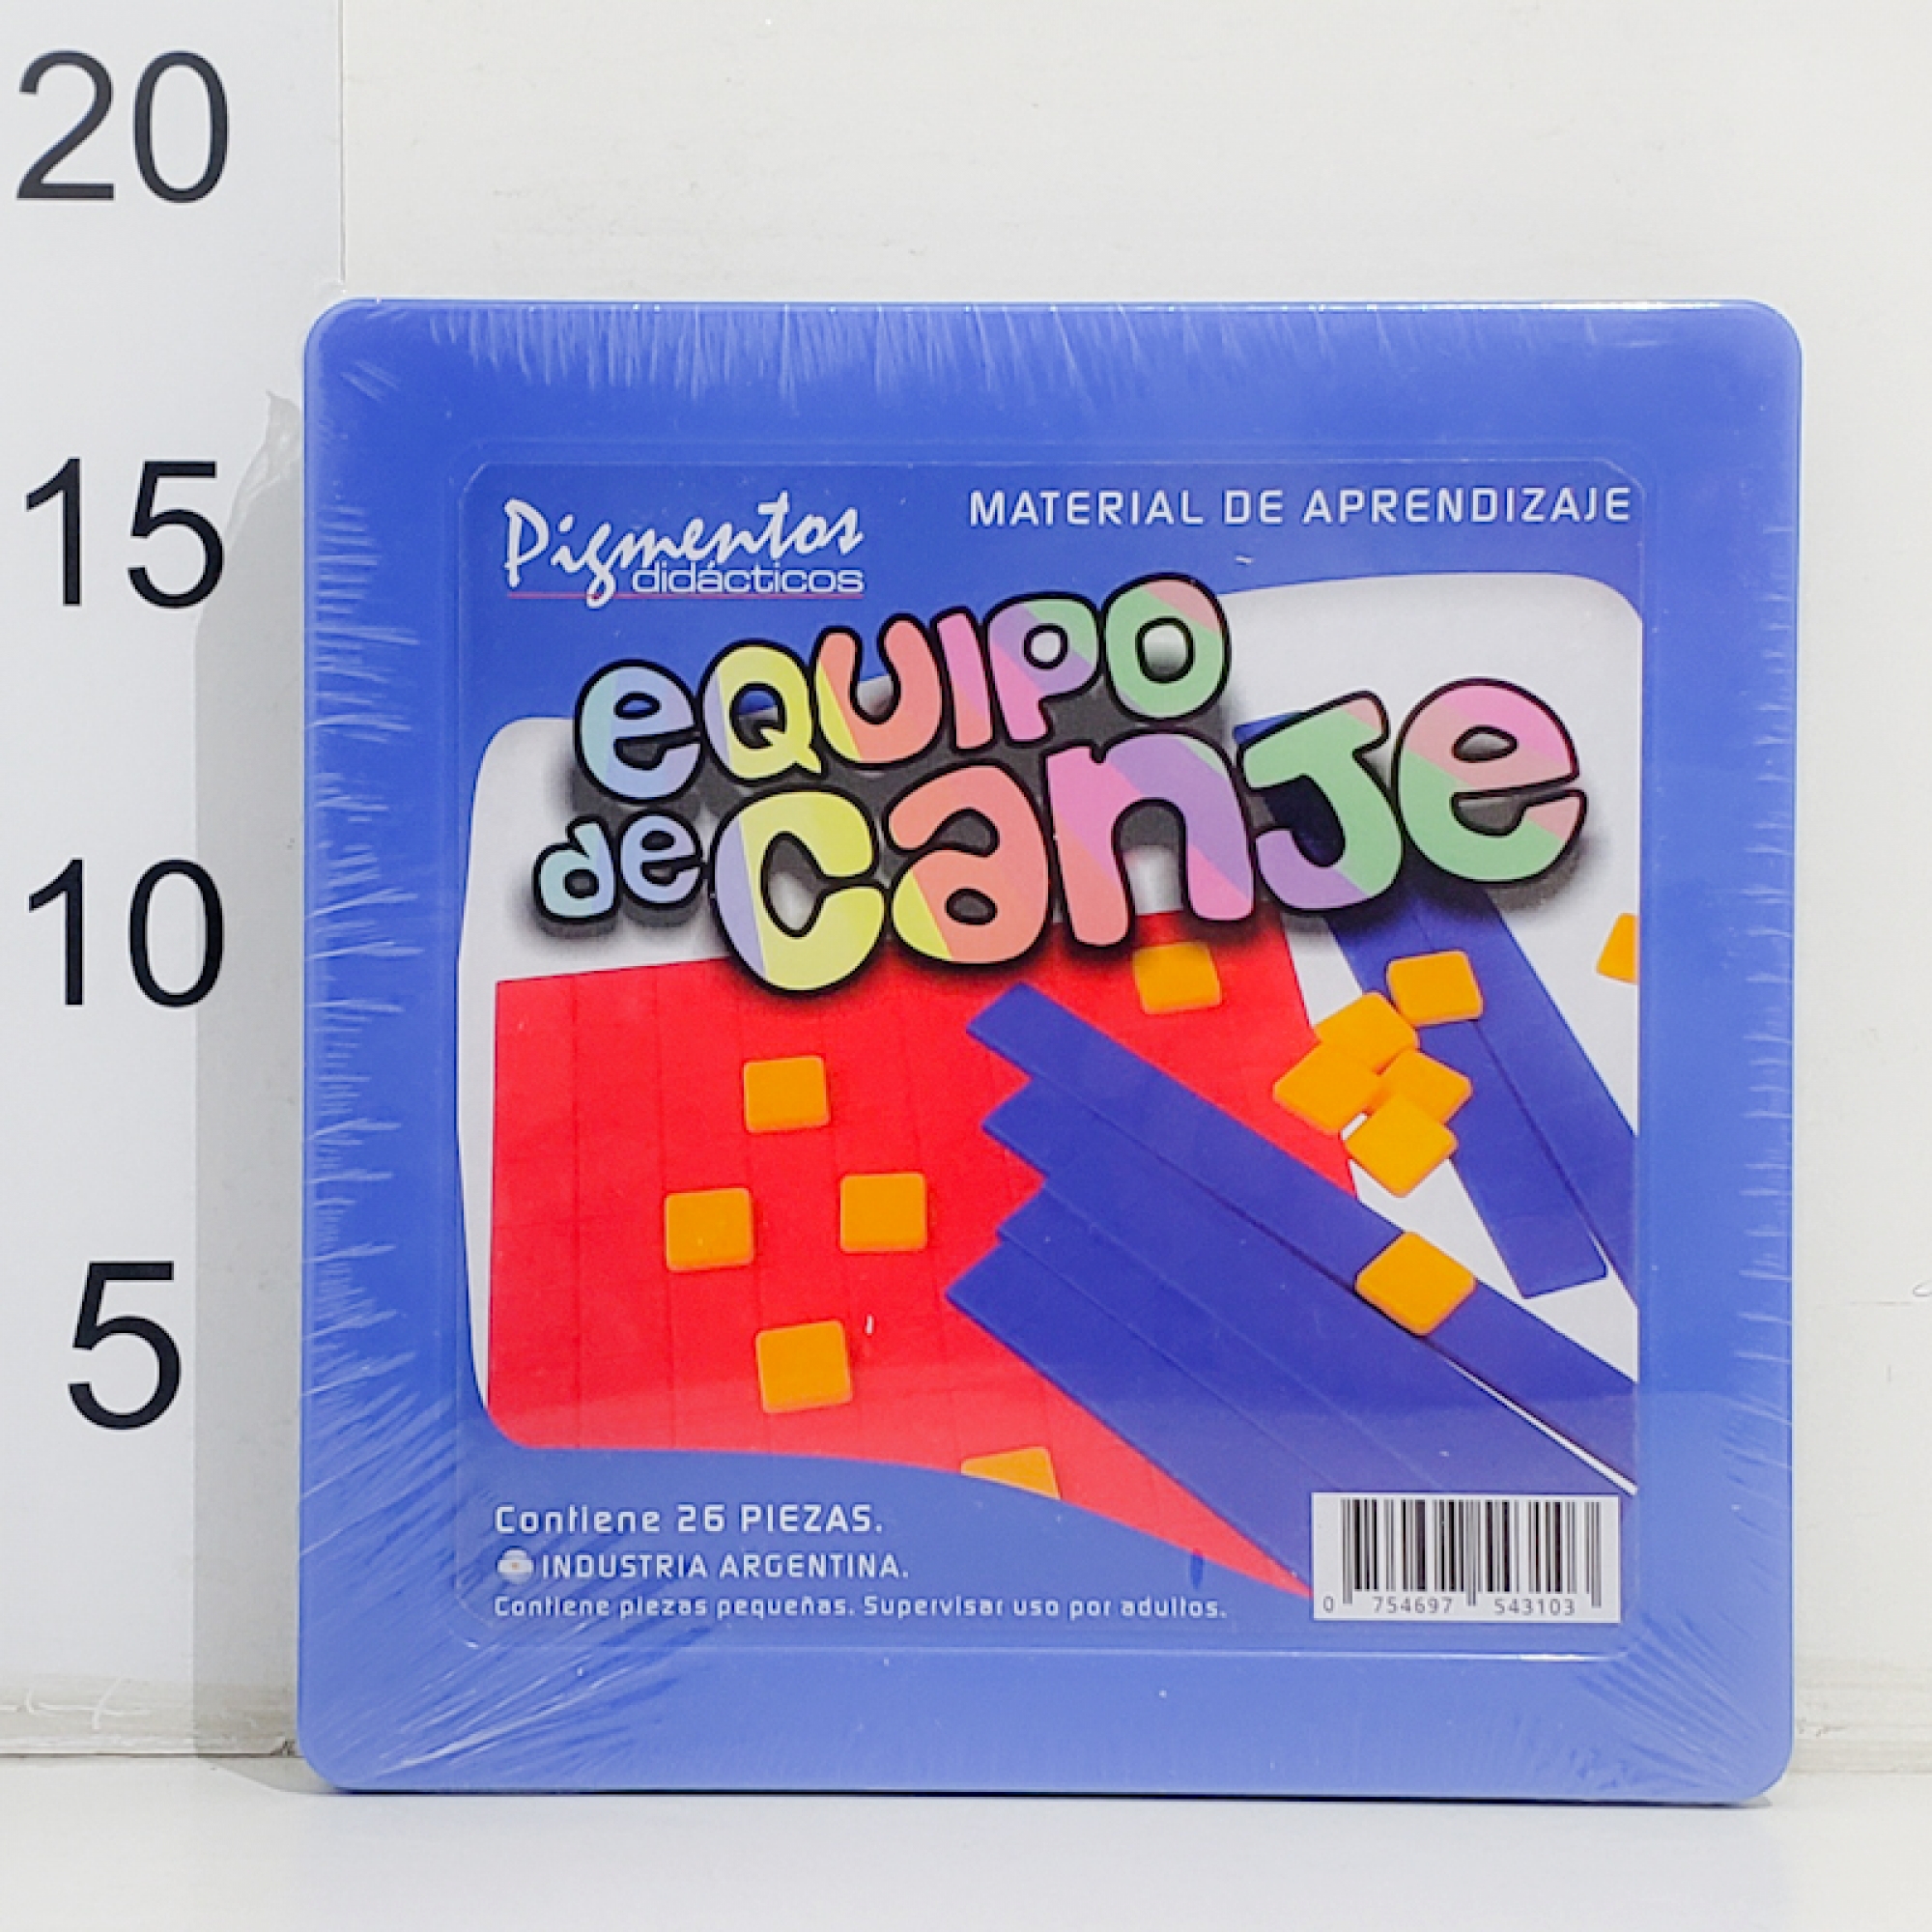 20
15
10
5
Pigmentos
didácticos
MATERIAL DE APRENDIZAJE
eQUIPO
de canJe
Contiene 26 PIEZAS.
INDUSTRIA ARGENTINA.
Contiene piezas pequeñas. Supervisar uso por adultos.
0 754697 543103